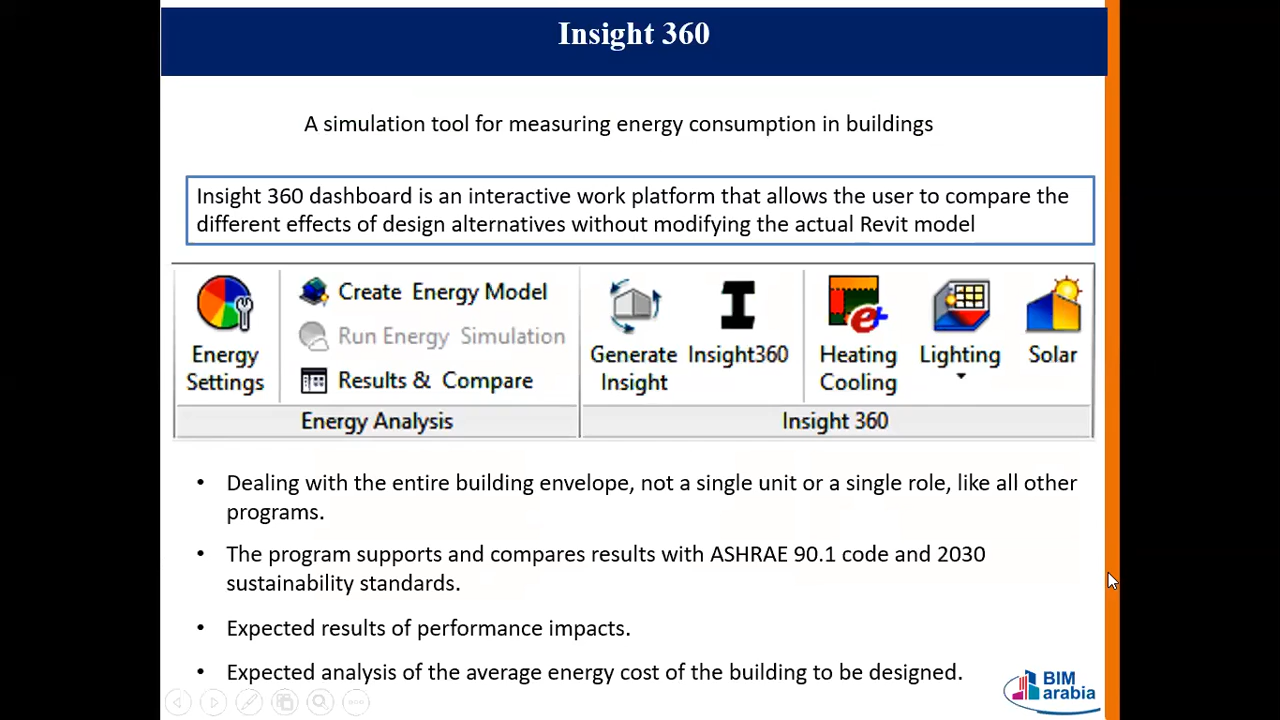 Insight 360
A simulation tool for measuring energy consumption in buildings
Insight 360 dashboard is an interactive work platform that allows the user to compare the
different effects of design alternatives without modifying the actual Revit model
Energy
Settings
Create Energy Model
Run Energy Simulation
Results & Compare
Energy Analysis
Generate
Insight
Insight360
Heating
Cooling
Lighting
Solar
Insight 360
• Dealing with the entire building envelope, not a single unit or a single role, like all other
programs.
• The program supports and compares results with ASHRAE 90.1 code and 2030
sustainability standards.
• Expected results of performance impacts.
• Expected analysis of the average energy cost of the building to be designed.
BIM
arabia